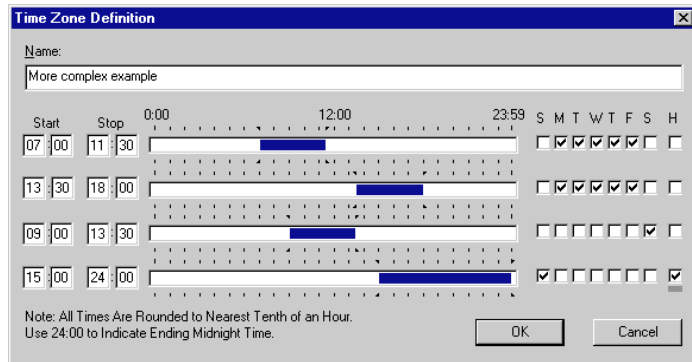 Time Zone Definition
Name:
More complex example
Start Stop 0:00 12:00 23:59 S M T W T F S H
07 : 00 11 : 30
13 : 30 18 : 00
09 : 00 13 : 30
15 : 00 24 : 00
Note: All Times Are Rounded to Nearest Tenth of an Hour.
Use 24:00 to Indicate Ending Midnight Time.
OK Cancel